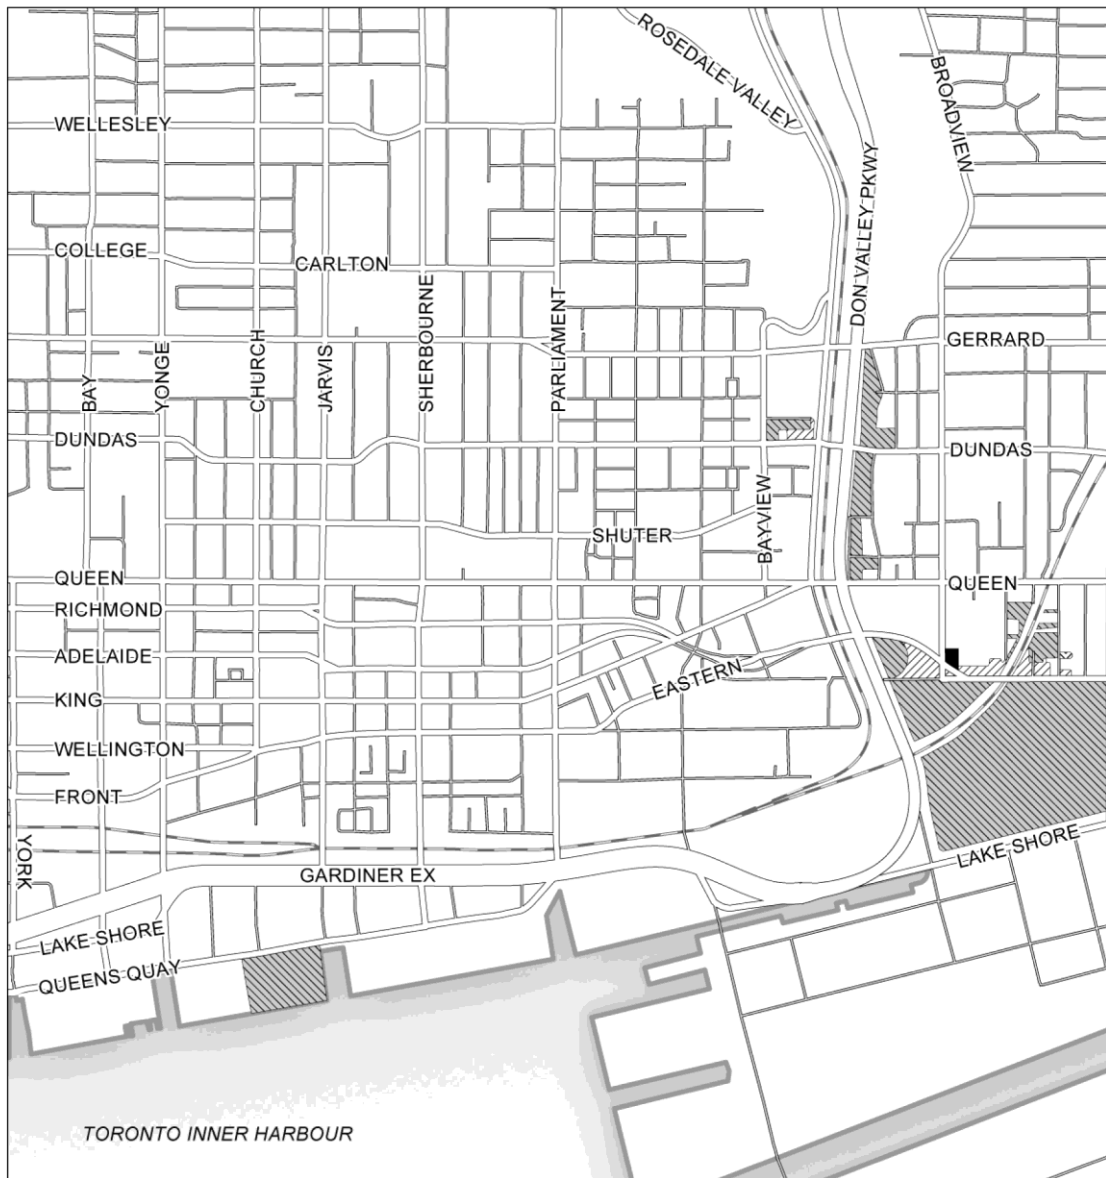 ROSEDALE VALLEY
BROADVIEW
WELLESLEY
DON VALLEY PKWY
COLLEGE
CARLTON
SHERBOURNE
PARLIAMENT
CHURCH
GERRARD
YONGE
JARVIS
BAY
DUNDAS
DUNDAS
BAYVIEW
SHUTER
QUEEN
QUEEN
RICHMOND
ADELAIDE
EASTERN
KING
WELLINGTON
FRONT
YORK
LAKE SHORE
GARDINER EX
LAKE SHORE
QUEENS QUAY
TORONTO INNER HARBOUR